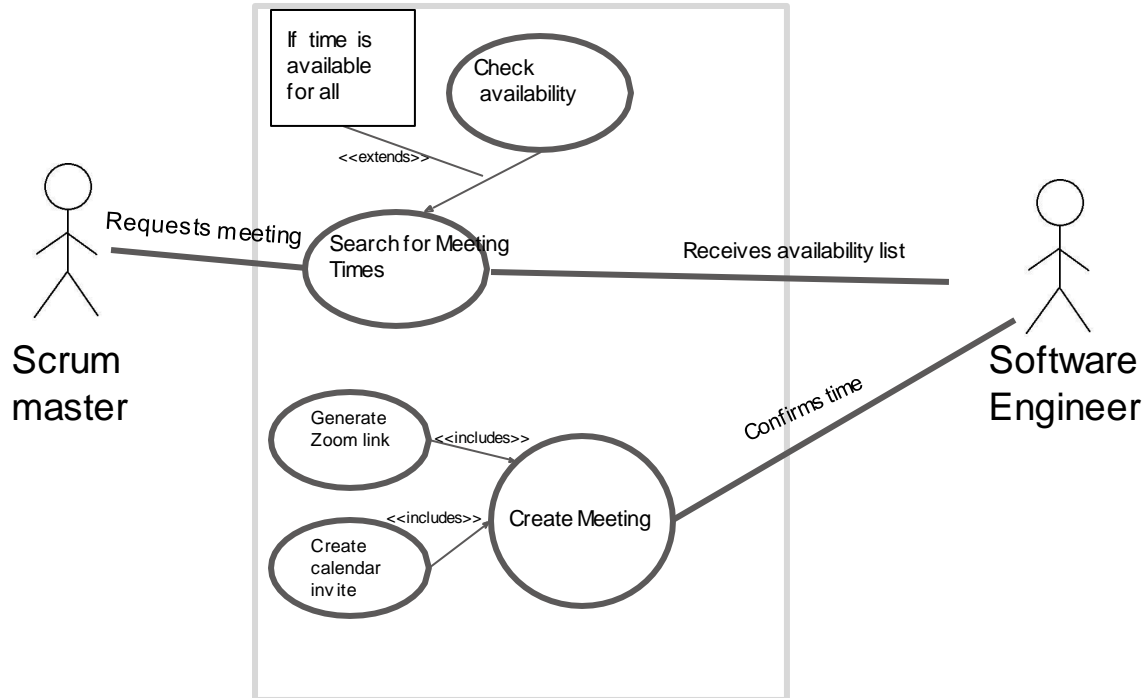 If time is
available
for all
Check
availability
<<extends>>
Requests meeting
Search for Meeting
Times
Receives availability list
Scrum
master
Software
Engineer
Confirms time
Generate
Zoom link
<<includes>>
<<includes>>
Create Meeting
Create
calendar
invite